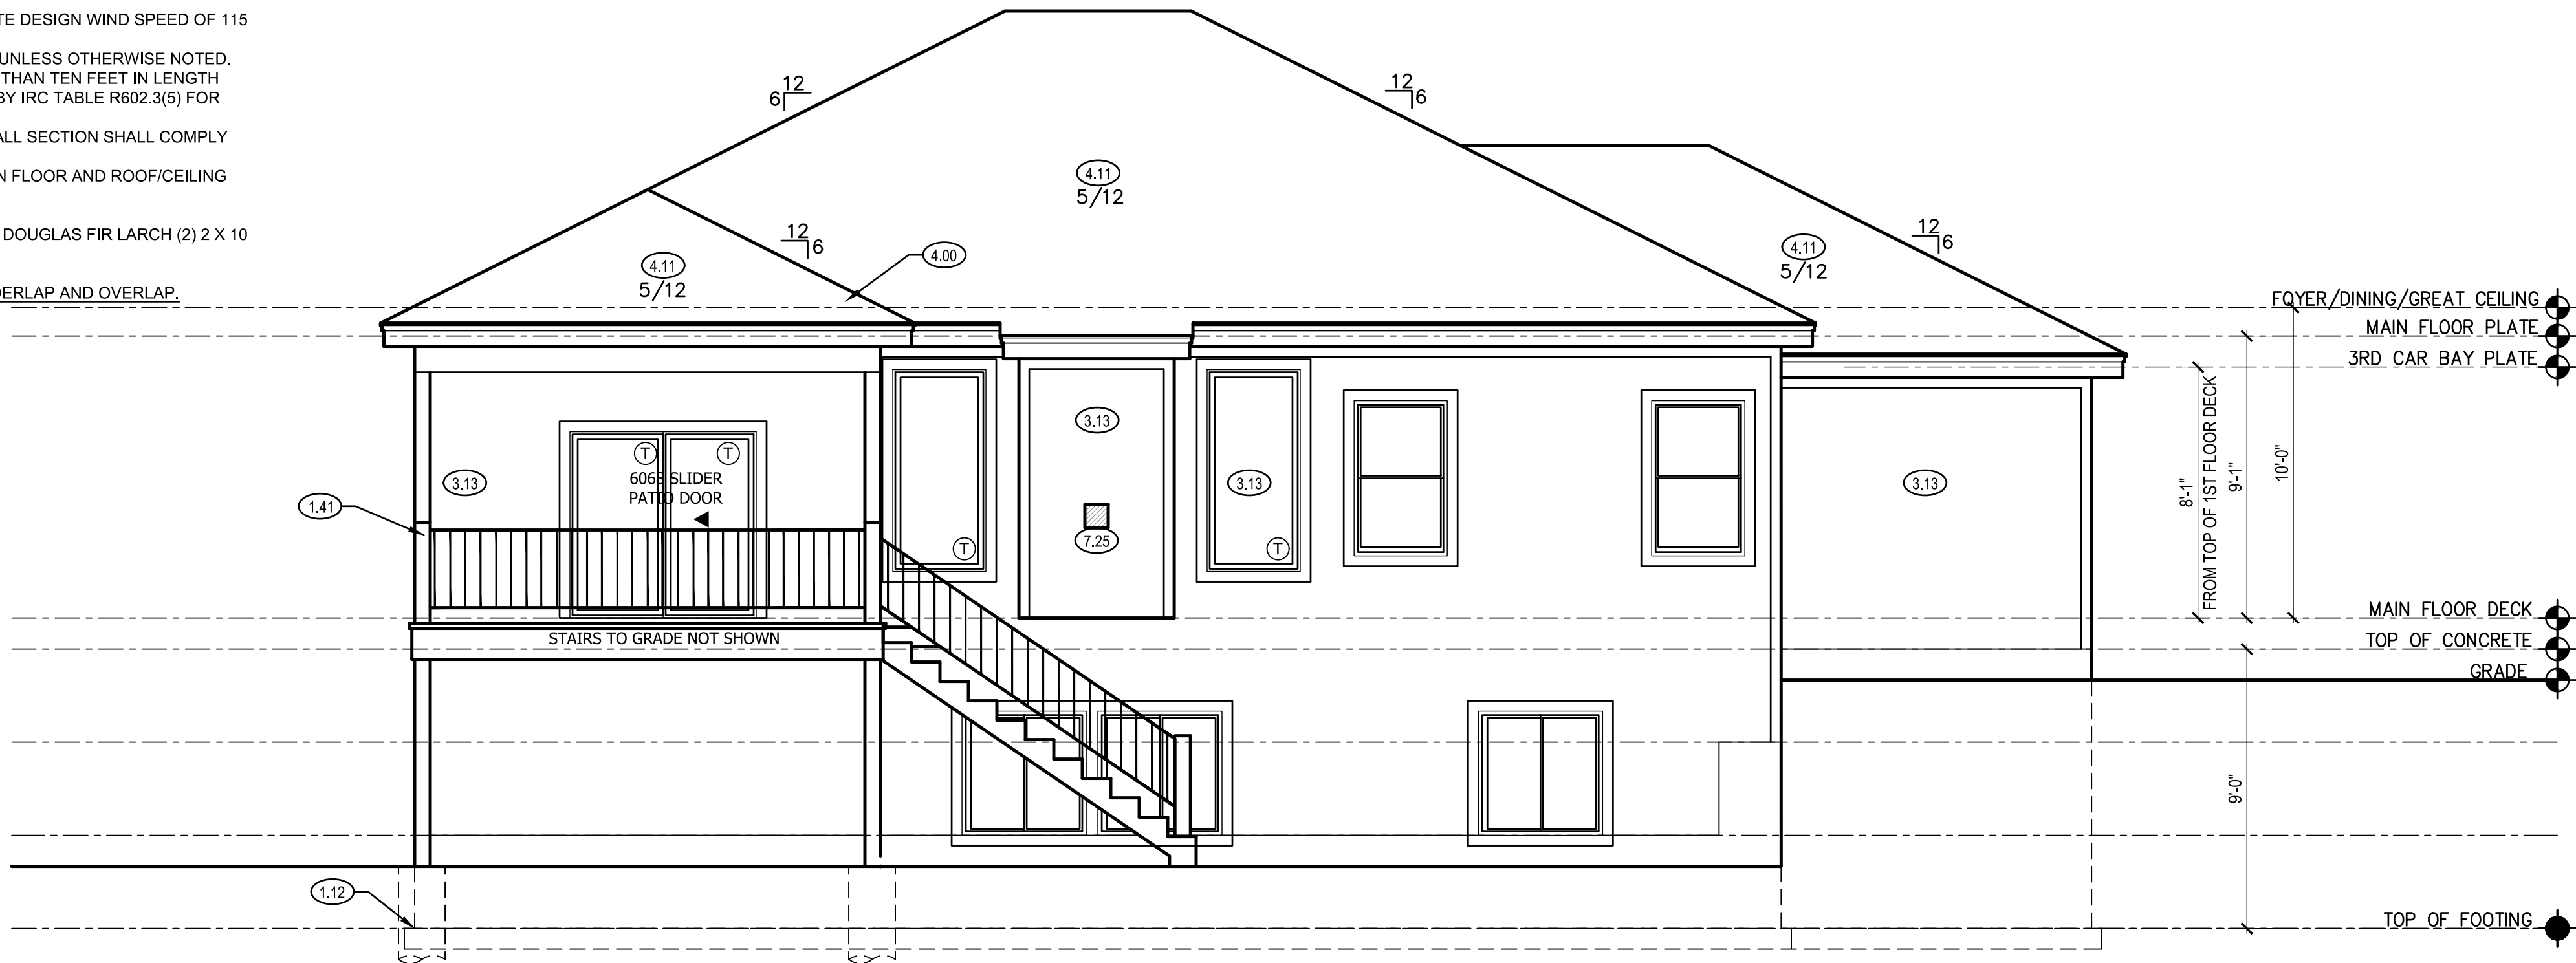 TE DESIGN WIND SPEED OF 115
UNLESS OTHERWISE NOTED.
THAN TEN FEET IN LENGTH
BY IRC TABLE R602.3(5) FOR
ALL SECTION SHALL COMPLY
N FLOOR AND ROOF/CEILING
DOUGLAS FIR LARCH (2) 2 X 10
DERLAP AND OVERLAP.
12
6
12
6
4.11
5/12
12
6
4.00
4.11
5/12
12
6
4.11
5/12
FOYER/DINING/GREAT CEILING
MAIN FLOOR PLATE
3RD CAR BAY PLATE
3.13
T
T
6068 SLIDER
PATIO DOOR
3.13
1.41
3.13
3.13
7.25
T
T
8'-1"
FROM TOP OF 1ST FLOOR DECK
9'-1"
10'-0"
STAIRS TO GRADE NOT SHOWN
MAIN FLOOR DECK
TOP OF CONCRETE
GRADE
9'-0"
1.12
TOP OF FOOTING